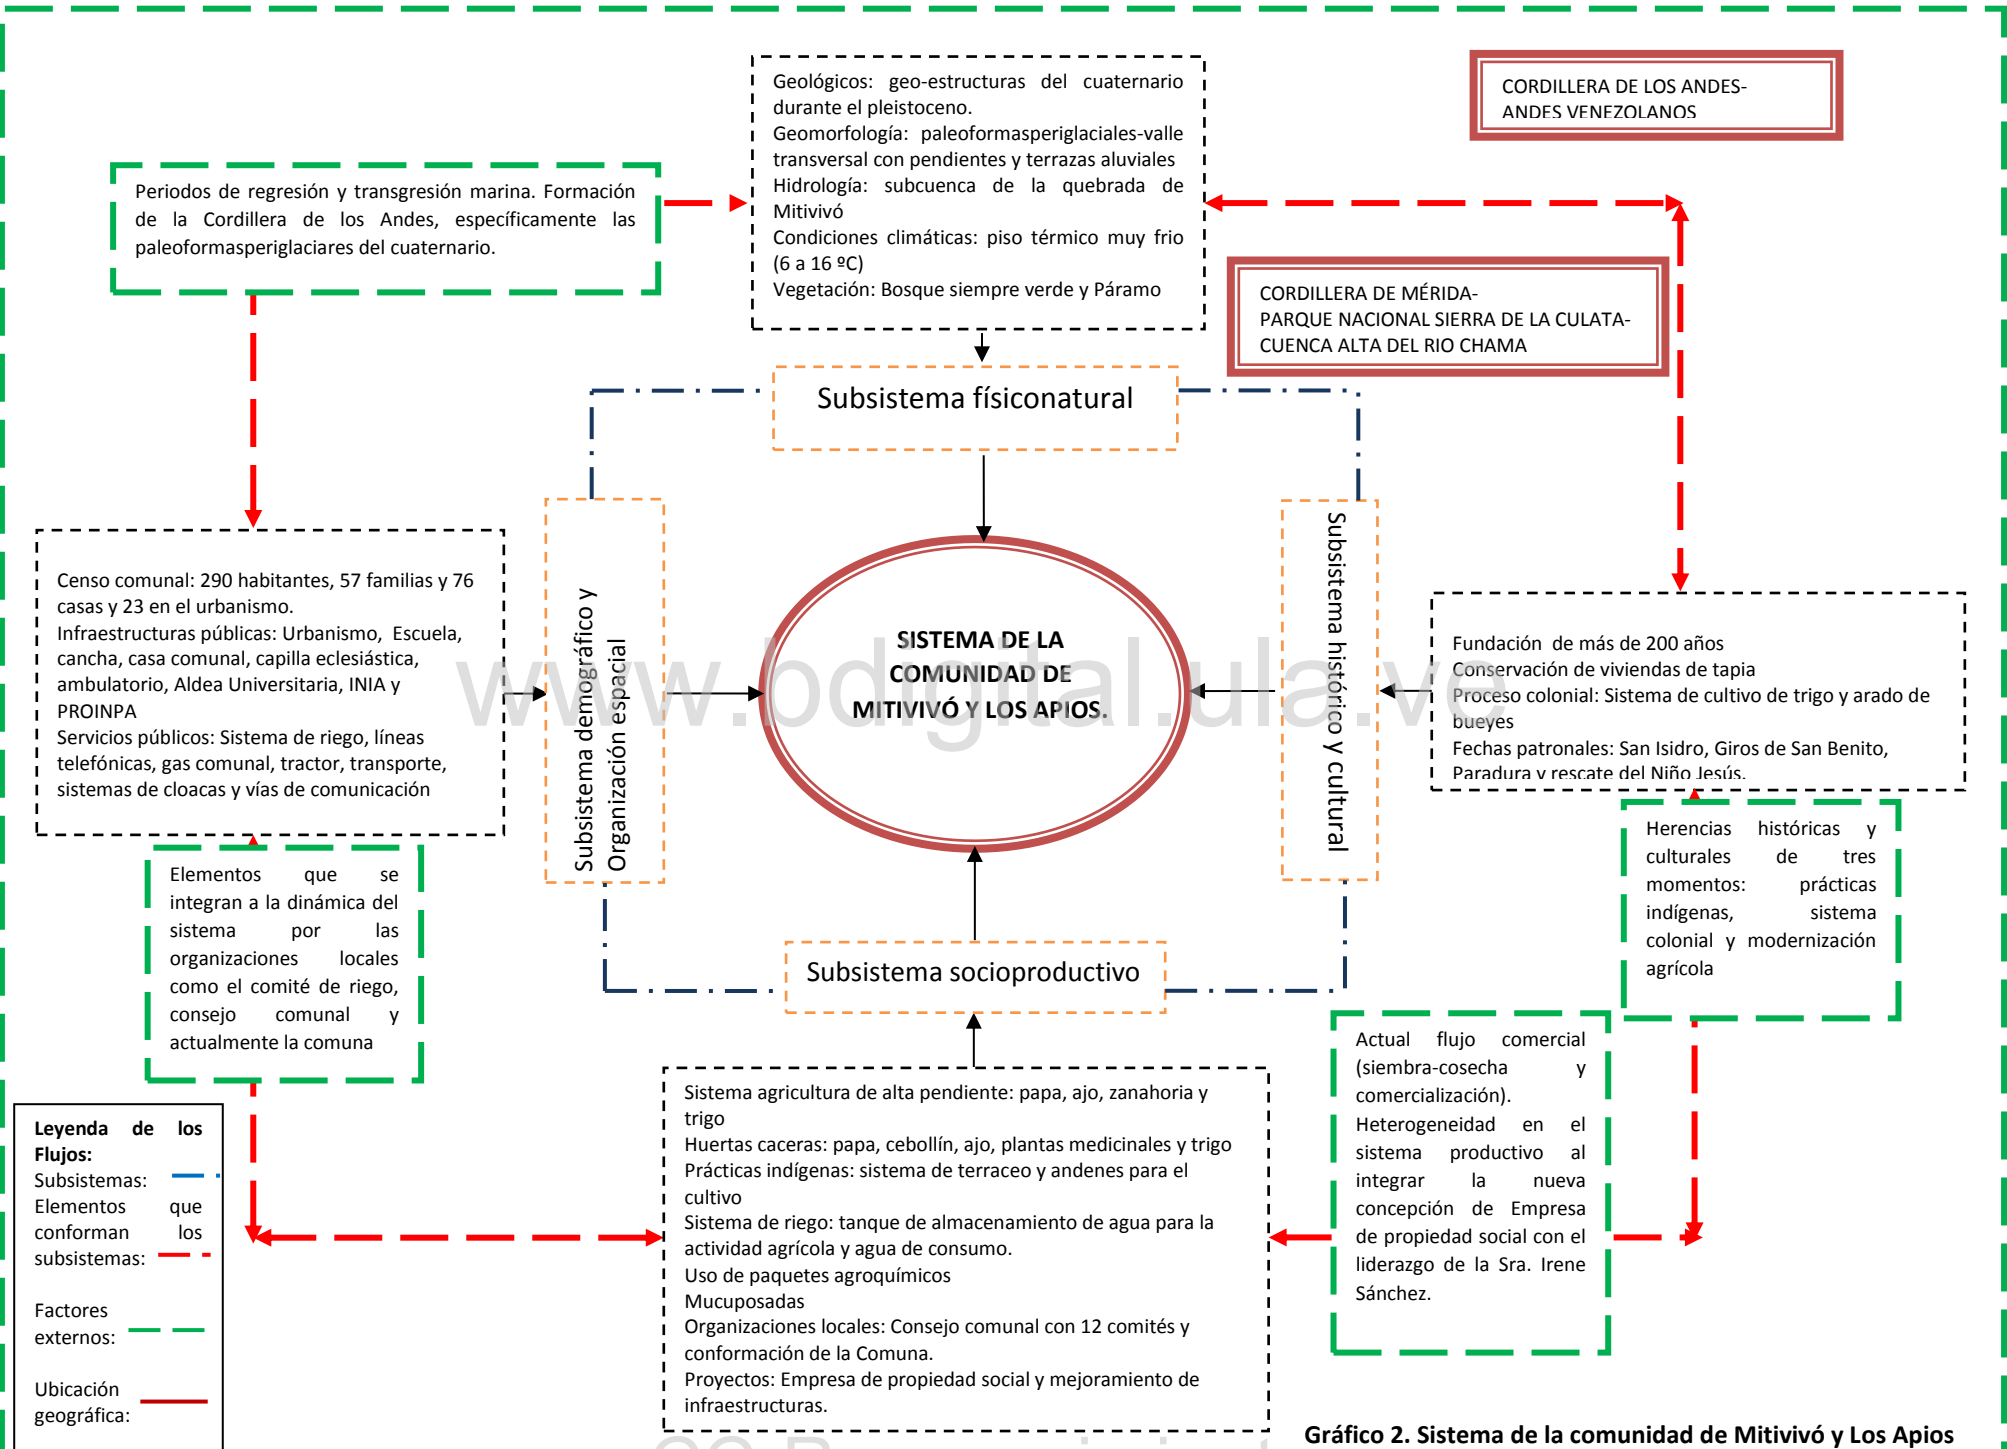 Geológicos: geo-estructuras del cuaternario
durante el pleistoceno.
Geomorfología: paleoformasperiglaciales-valle
transversal con pendientes y terrazas aluviales
Hidrología: subcuenca de la quebrada de
Mitivivó
Condiciones climáticas: piso térmico muy frio
(6 a 16 ºC)
Vegetación: Bosque siempre verde y Páramo
CORDILLERA DE LOS ANDES-
ANDES VENEZOLANOS
Periodos de regresión y transgresión marina. Formación
de la Cordillera de los Andes, específicamente las
paleoformasperiglaciares del cuaternario.
CORDILLERA DE MÉRIDA-
PARQUE NACIONAL SIERRA DE LA CULATA-
CUENCA ALTA DEL RIO CHAMA
Subsistema físiconatural
Censo comunal: 290 habitantes, 57 familias y 76
casas y 23 en el urbanismo.
Infraestructuras públicas: Urbanismo, Escuela,
cancha, casa comunal, capilla eclesiástica,
ambulatorio, Aldea Universitaria, INIA y
PROINPA
Servicios públicos: Sistema de riego, líneas
telefónicas, gas comunal, tractor, transporte,
sistemas de cloacas y vías de comunicación
Subsistema demográfico y
Organización espacial
SISTEMA DE LA
COMUNIDAD DE
MITIVIVÓ Y LOS APIOS.
Subsistema histórico y cultural
Fundación de más de 200 años
Conservación de viviendas de tapia
Proceso colonial: Sistema de cultivo de trigo y arado de
bueyes
Fechas patronales: San Isidro, Giros de San Benito,
Paradura y rescate del Niño Jesús.
www.bdigital.ula.ve
Elementos que se
integran a la dinámica del
sistema por las
organizaciones locales
como el comité de riego,
consejo comunal y
actualmente la comuna
Herencias históricas y
culturales de tres
momentos: prácticas
indígenas, sistema
colonial y modernización
agrícola
Subsistema socioproductivo
Sistema agricultura de alta pendiente: papa, ajo, zanahoria y
trigo
Huertas caceras: papa, cebollín, ajo, plantas medicinales y trigo
Prácticas indígenas: sistema de terraceo y andenes para el
cultivo
Sistema de riego: tanque de almacenamiento de agua para la
actividad agrícola y agua de consumo.
Uso de paquetes agroquímicos
Mucuposadas
Organizaciones locales: Consejo comunal con 12 comités y
conformación de la Comuna.
Proyectos: Empresa de propiedad social y mejoramiento de
infraestructuras.
Actual flujo comercial
(siembra-cosecha y
comercialización).
Heterogeneidad en el
sistema productivo al
integrar la nueva
concepción de Empresa
de propiedad social con el
liderazgo de la Sra. Irene
Sánchez.
Leyenda de los
Flujos:
Subsistemas:
Elementos que
conforman los
subsistemas:
Factores
externos:
Ubicación
geográfica:
Gráfico 2. Sistema de la comunidad de Mitivivó y Los Apios